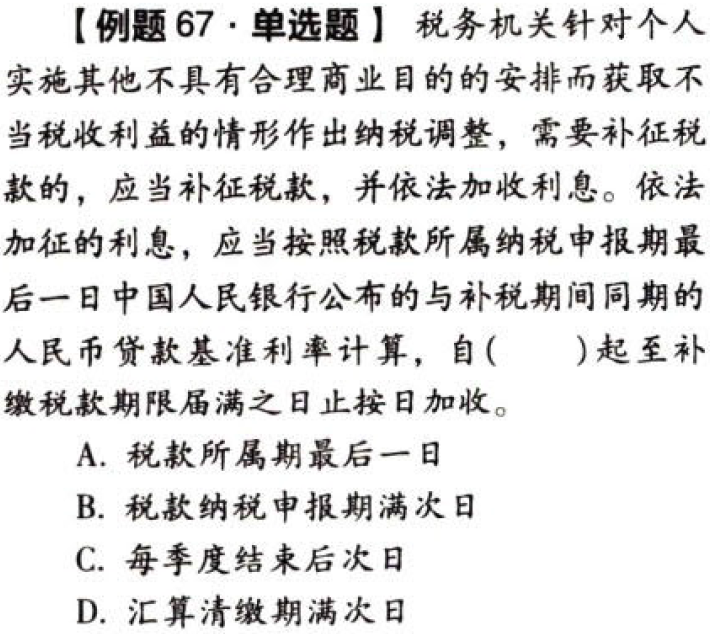 【例题 67·单选题】 税务机关针对个人
实施其他不具有合理商业目的的安排而获取不
当税收利益的情形作出纳税调整，需要补征税
款的，应当补征税款，并依法加收利息。依法
加征的利息，应当按照税款所属纳税申报期最
后一日中国人民银行公布的与补税期间同期的
人民币贷款基准利率计算，自(　　)起至补
缴税款期限届满之日止按日加收。
A. 税款所属期最后一日
B. 税款纳税申报期满次日
C. 每季度结束后次日
D. 汇算清缴期满次日